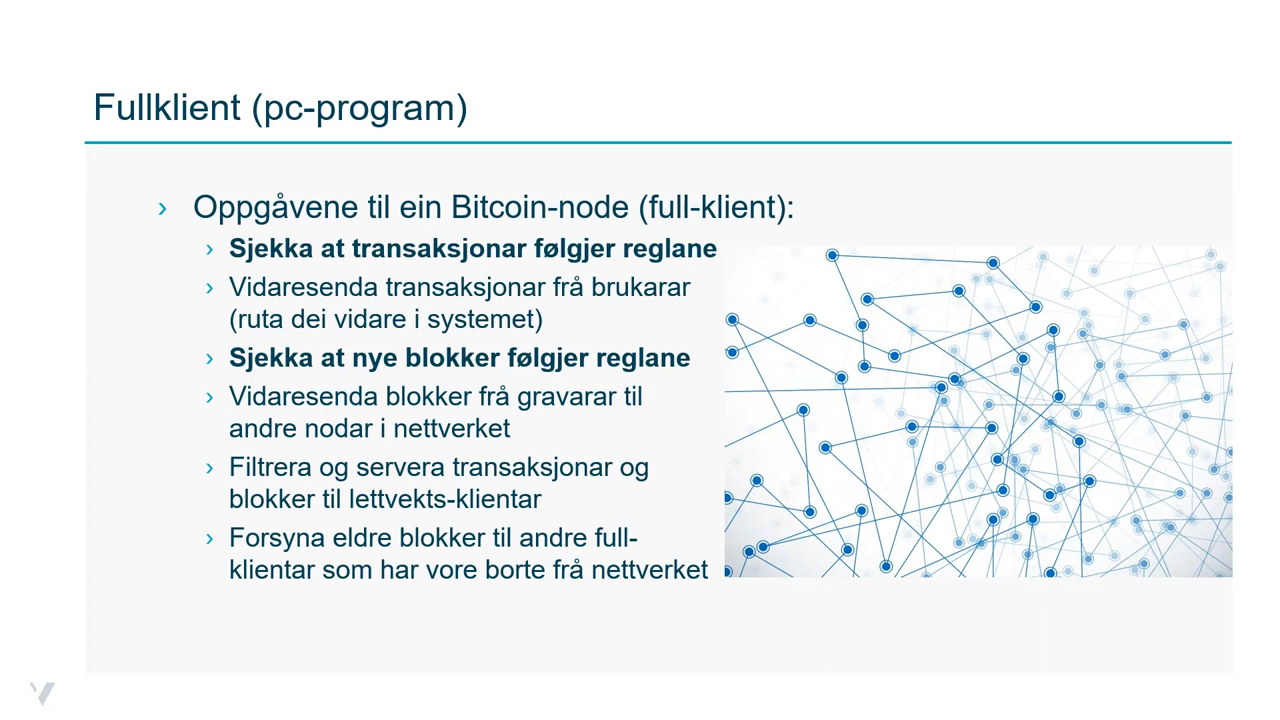 Fullklient (pc-program)
› Oppgåvene til ein Bitcoin-node (full-klient):
› Sjekka at transaksjonar følgjer reglane
› Vidaresenda transaksjonar frå brukarar
(ruta dei vidare i systemet)
› Sjekka at nye blokker følgjer reglane
› Vidaresenda blokker frå gravarar til
andre nodar i nettverket
› Filtrera og servera transaksjonar og
blokker til lettvekts-klientar
› Forsyna eldre blokker til andre full-
klientar som har vore borte frå nettverket